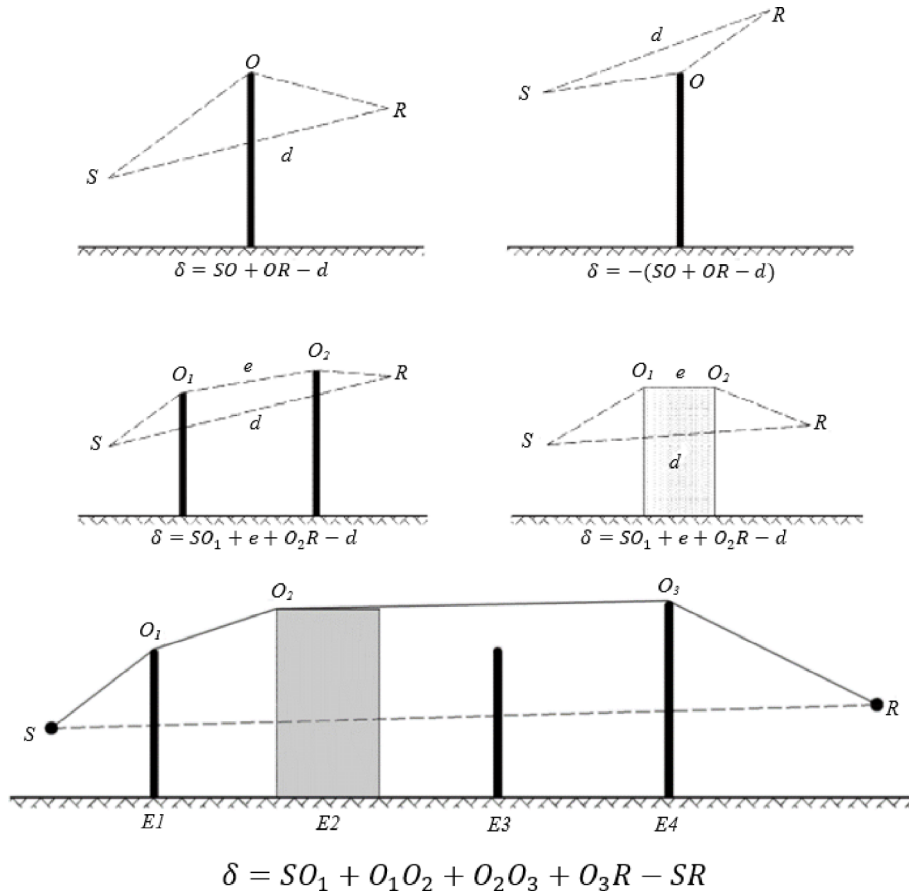 O
d
R
S
O
R
S
d
δ = SO + OR − d
δ = −(SO + OR − d)
O₁
e
O₂
R
S
d
O₁
e
O₂
S
R
d
δ = SO₁ + e + O₂R − d
δ = SO₁ + e + O₂R − d
O₁
O₂
O₃
S
R
E1
E2
E3
E4
δ = SO₁ + O₁O₂ + O₂O₃ + O₃R − SR